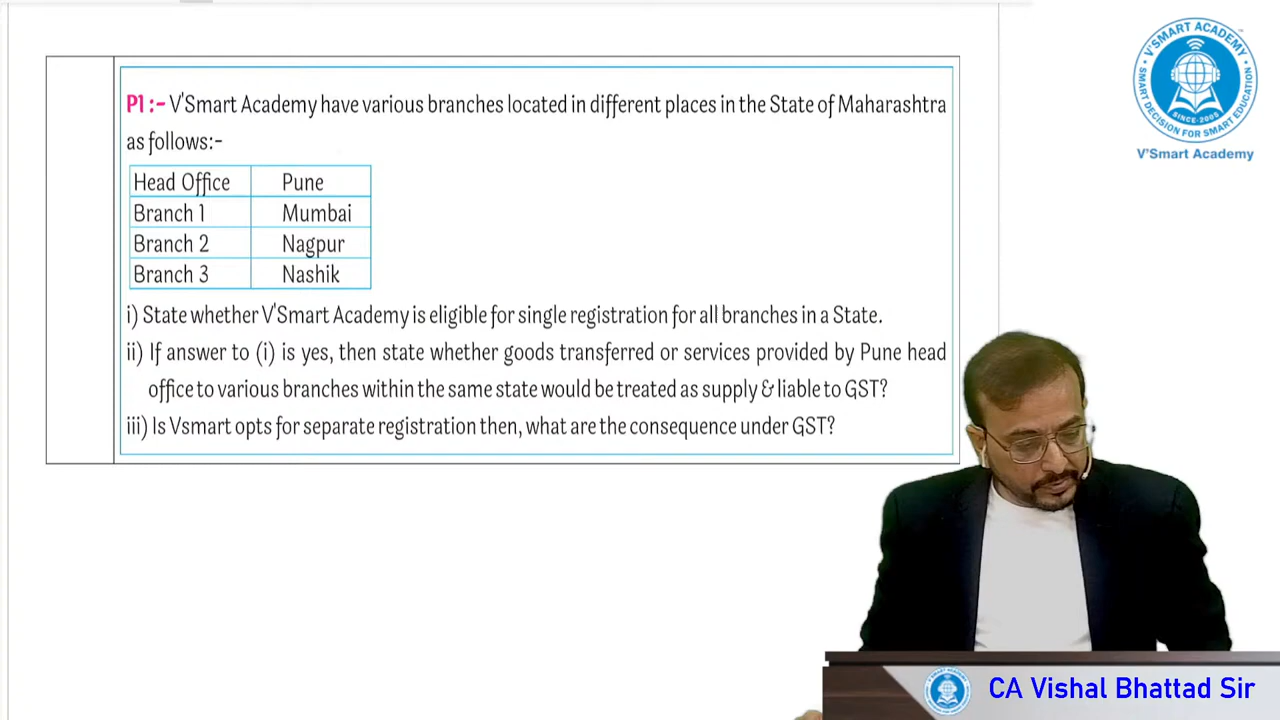 P1 :- V'Smart Academy have various branches located in different places in the State of Maharashtra
as follows:-
Head Office Pune
Branch 1 Mumbai
Branch 2 Nagpur
Branch 3 Nashik
i) State whether V'Smart Academy is eligible for single registration for all branches in a State.
ii) If answer to (i) is yes, then state whether goods transferred or services provided by Pune head
office to various branches within the same state would be treated as supply & liable to GST?
iii) Is Vsmart opts for separate registration then, what are the consequence under GST?
V'SMART ACADEMY
SINCE-2005
SMART DECISION FOR SMART EDUCATION
V'Smart Academy
CA Vishal Bhattad Sir